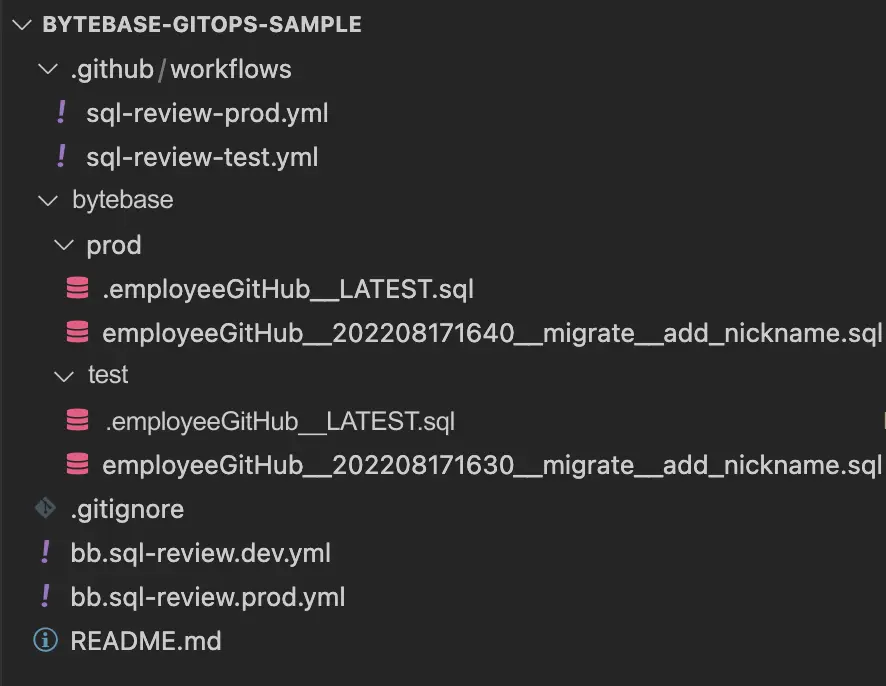 BYTEBASE-GITOPS-SAMPLE
.github/workflows
! sql-review-prod.yml
! sql-review-test.yml
bytebase
prod
.employeeGitHub__LATEST.sql
employeeGitHub__202208171640__migrate__add_nickname.sql
test
.employeeGitHub__LATEST.sql
employeeGitHub__202208171630__migrate__add_nickname.sql
.gitignore
! bb.sql-review.dev.yml
! bb.sql-review.prod.yml
README.md